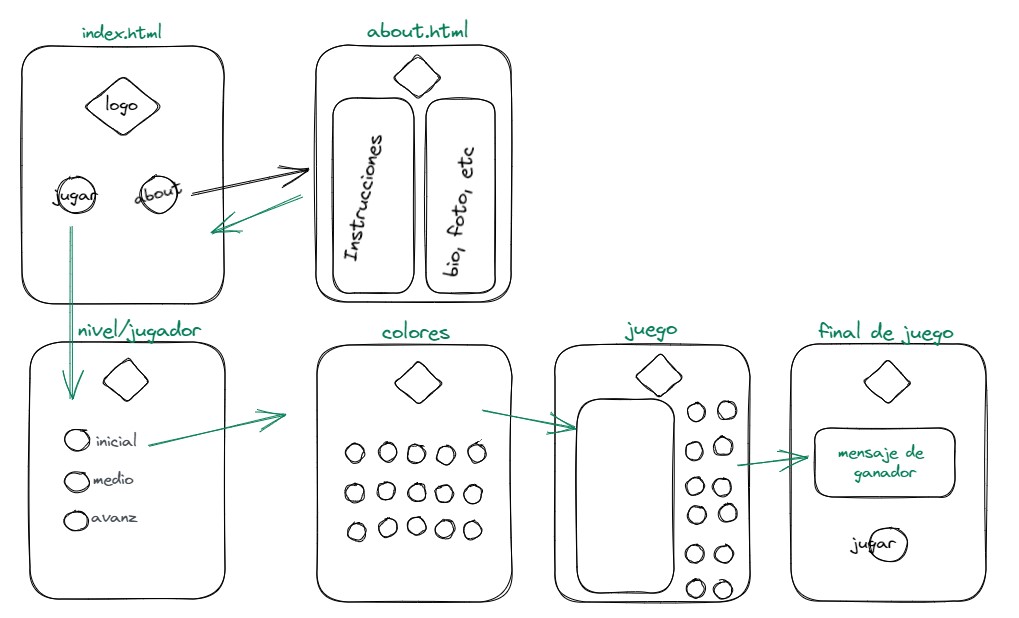 index.html
about.html
logo
jugar
about
Instrucciones
bio, foto, etc
nivel/jugador
colores
juego
final de juego
inicial
medio
avanz
mensaje de
ganador
jugar